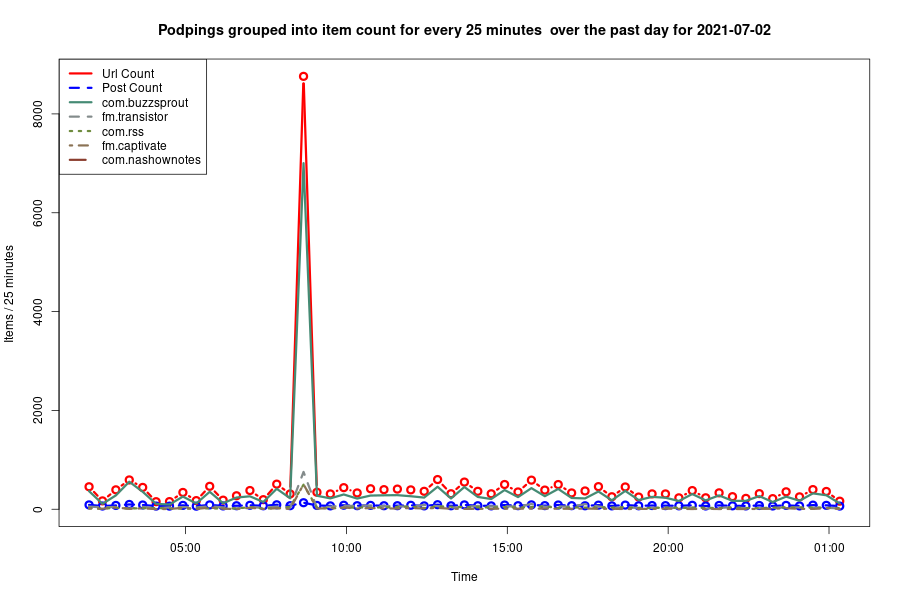 Podpings grouped into item count for every 25 minutes  over the past day for 2021-07-02
Url Count
Post Count
com.buzzsprout
fm.transistor
com.rss
fm.captivate
com.nashownotes
Items / 25 minutes
8000
6000
4000
2000
0
05:00 10:00 15:00 20:00 01:00
Time